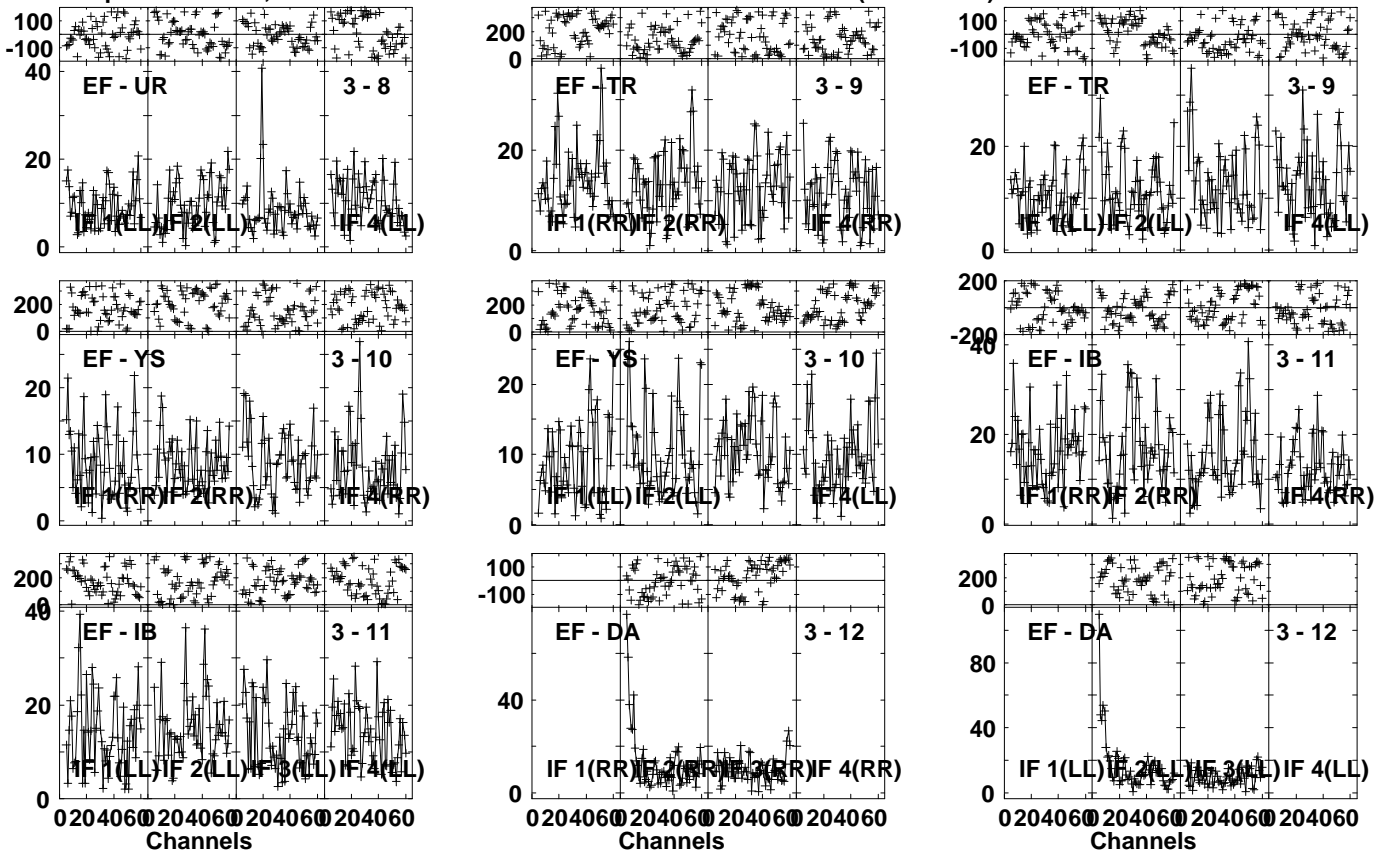 100
-100
40
EF - UR 3 - 8
20
IF 1(LL) IF 2(LL) IF 4(LL)
0
200
0
EF - TR 3 - 9
20
IF 1(RR) IF 2(RR) IF 4(RR)
0
100
-100
EF - TR 3 - 9
20
IF 1(LL) IF 2(LL) IF 4(LL)
0
200
0
EF - YS 3 - 10
20
10
IF 1(RR) IF 2(RR) IF 4(RR)
0
200
0
EF - YS 3 - 10
20
10
IF 1(LL) IF 2(LL) IF 4(LL)
0
200
-200
40
EF - IB 3 - 11
20
IF 1(RR) IF 2(RR) IF 4(RR)
0
200
0
40
EF - IB 3 - 11
20
IF 1(LL) IF 2(LL) IF 3(LL) IF 4(LL)
0
0204060 0204060 0204060 0204060
Channels
100
-100
EF - DA 3 - 12
40
IF 1(RR) IF 2(RR) IF 3(RR) IF 4(RR)
0
0204060 0204060 0204060 0204060
Channels
200
0
EF - DA 3 - 12
80
40
IF 1(LL) IF 2(LL) IF 3(LL) IF 4(LL)
0
0204060 0204060 0204060 0204060
Channels